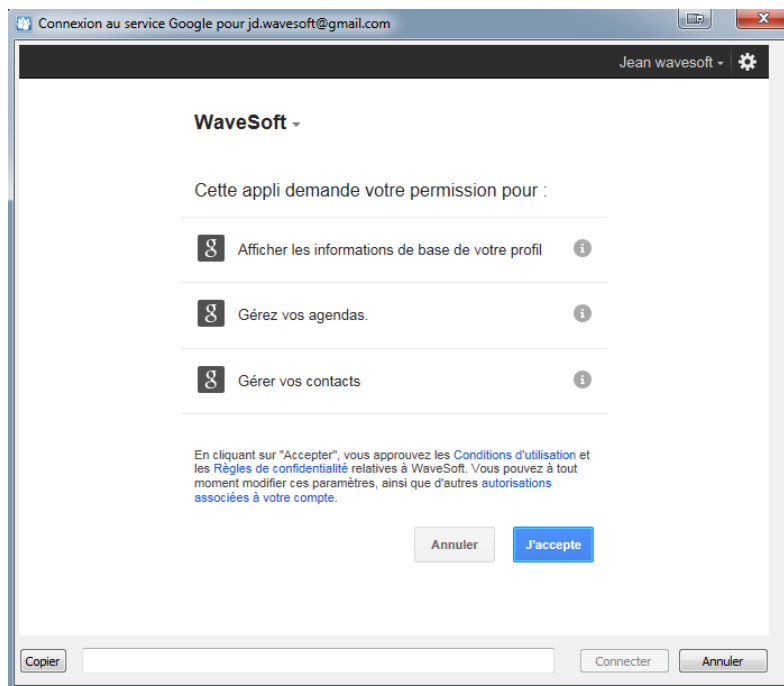 Connexion au service Google pour jd.wavesoft@gmail.com
Jean wavesoft
WaveSoft
Cette appli demande votre permission pour :
Afficher les informations de base de votre profil
Gérez vos agendas.
Gérer vos contacts
En cliquant sur "Accepter", vous approuvez les Conditions d'utilisation et
les Règles de confidentialité relatives à WaveSoft. Vous pouvez à tout
moment modifier ces paramètres, ainsi que d'autres autorisations
associées à votre compte.
Annuler J'accepte
Copier Connecter Annuler